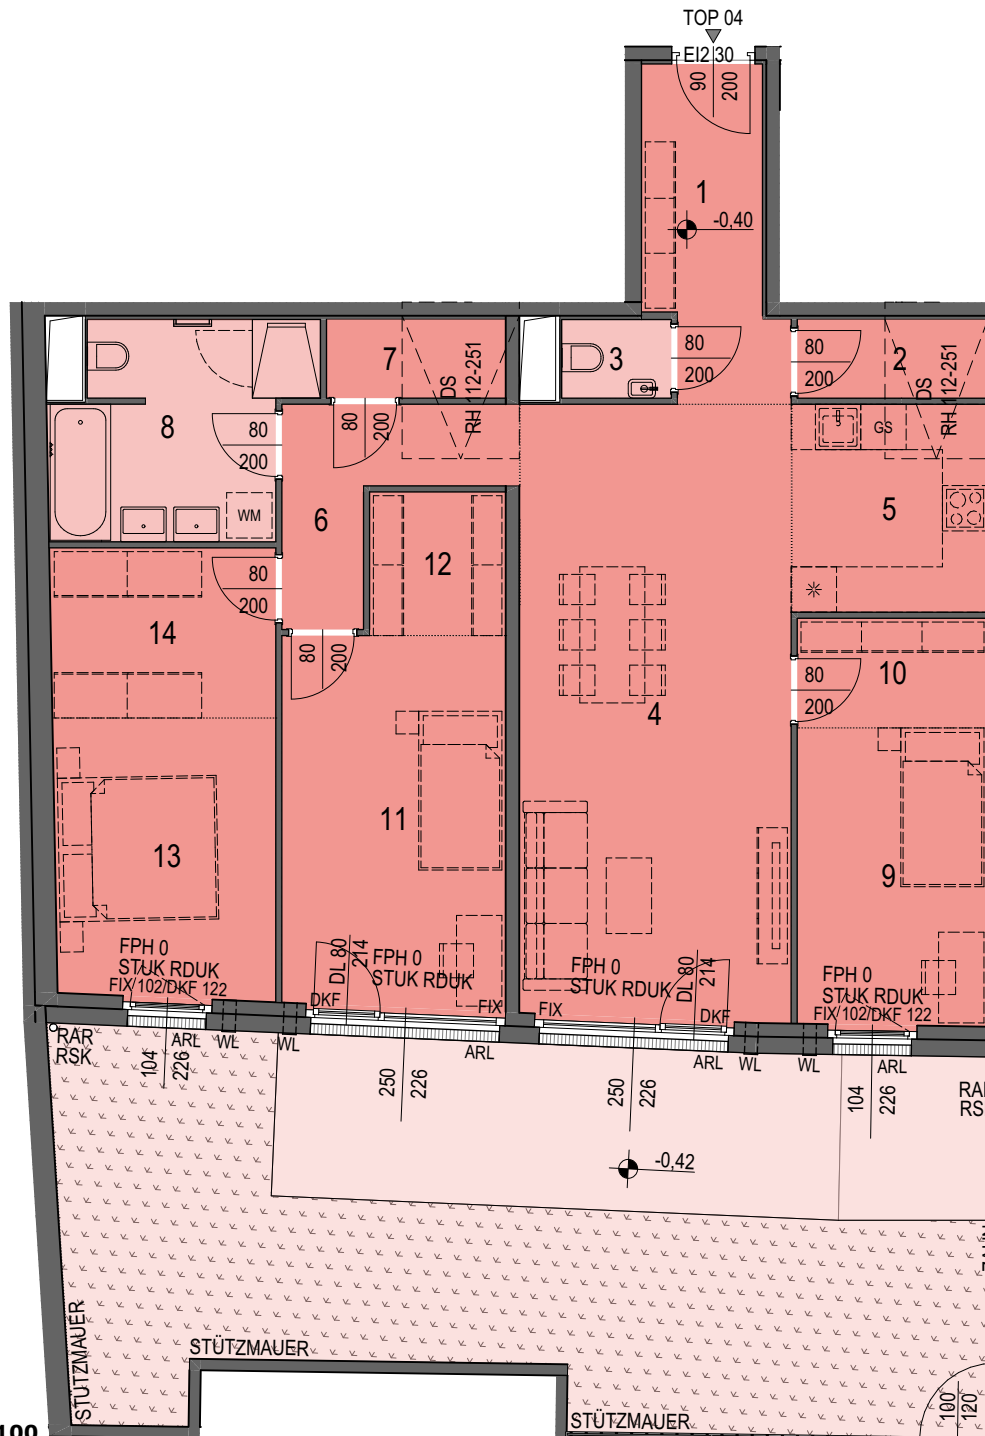 TOP 04
EI2 30
90
200
1
-0,40
7
DS
RH 112-251
3
80
200
80
200
2
DS
RH 112-251
8
80
200
80
200
GS
WM
6
5
12
80
200
14
80
200
10
80
200
4
11
13
9
FPH 0
STUK RDUK
FIX/102/DKF 122
DL 80
214
FPH 0
STUK RDUK
DKF
FIX
FPH 0
STUK RDUK
FIX
DL 80
214
DKF
FPH 0
STUK RDUK
FIX/102/DKF 122
RAR
RSK
104
226
ARL
WL
WL
250
226
ARL
250
226
ARL
WL
WL
104
226
ARL
-0,42
STÜTZMAUER
STÜTZMAUER
STÜTZMAUER
100
120
100